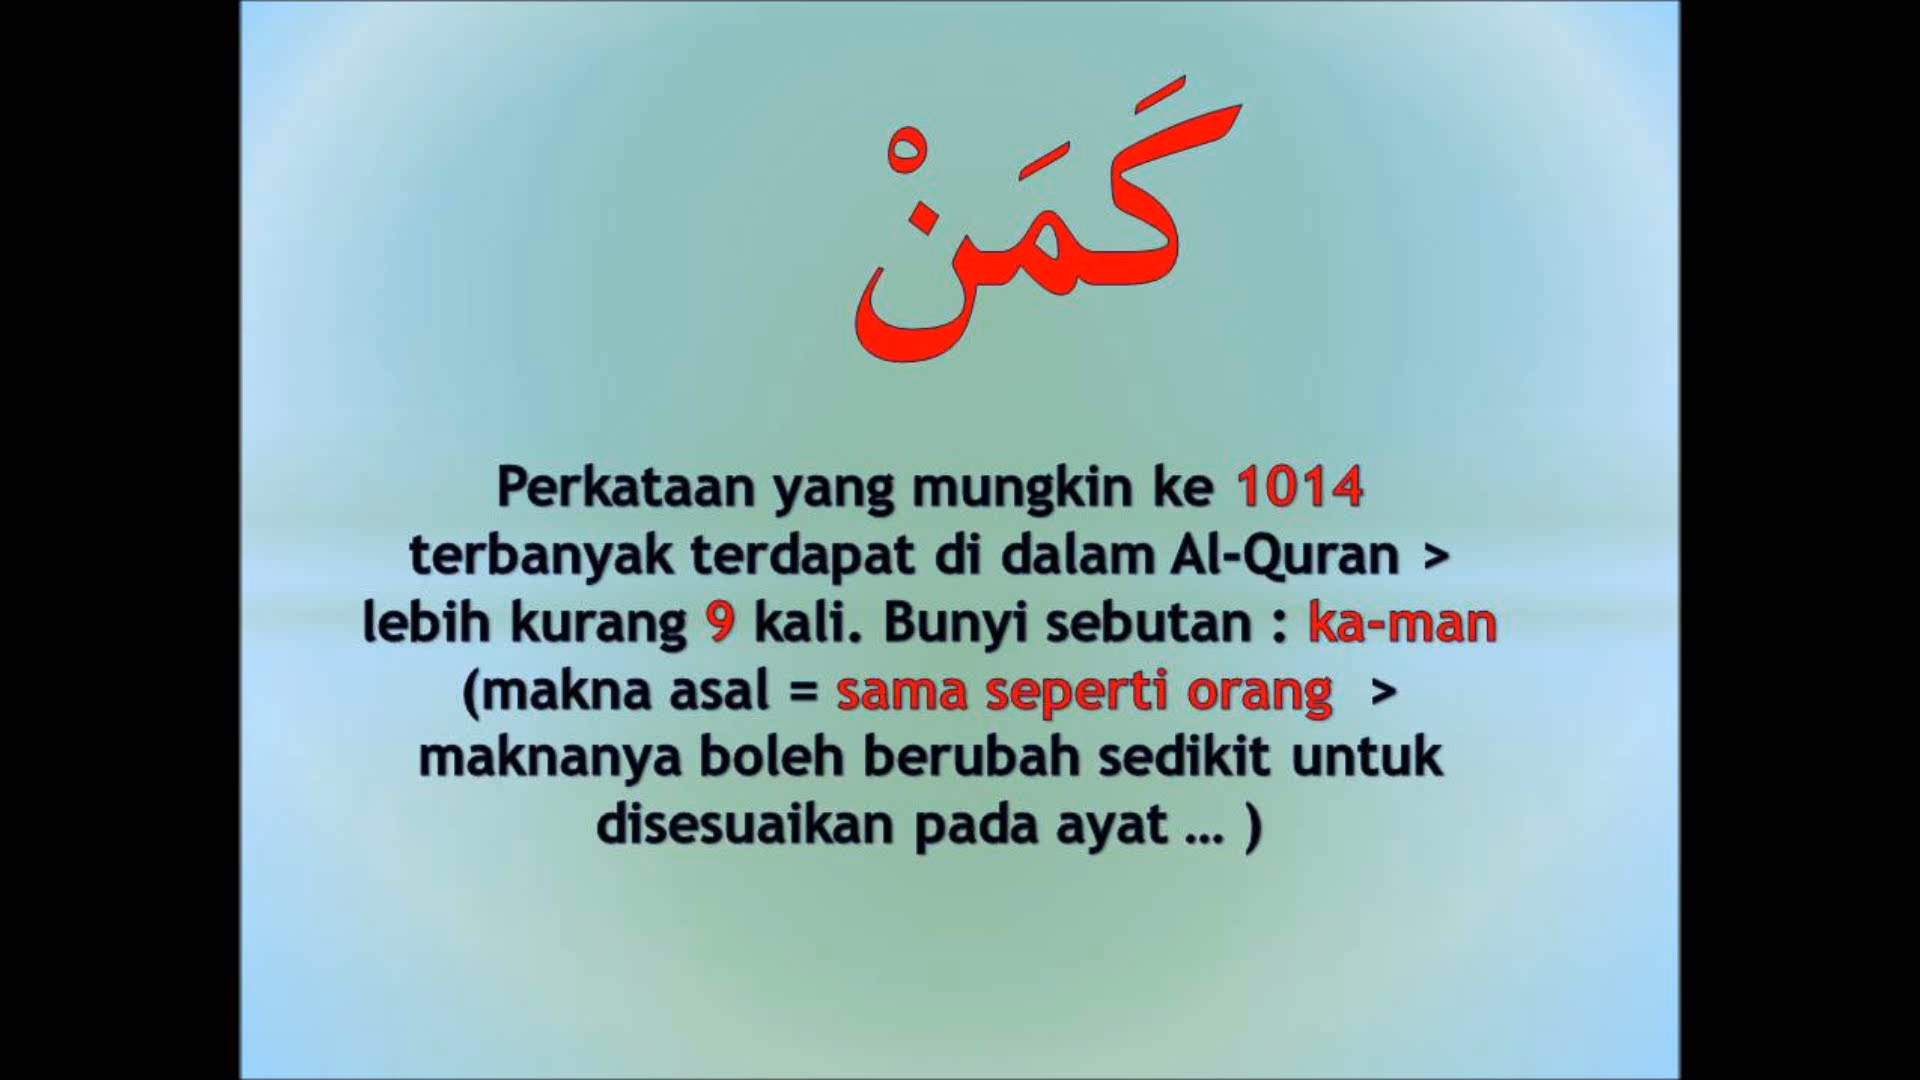 كَمَنْ
Perkataan yang mungkin ke 1014
terbanyak terdapat di dalam Al-Quran >
lebih kurang 9 kali. Bunyi sebutan : ka-man
(makna asal = sama seperti orang >
maknanya boleh berubah sedikit untuk
disesuaikan pada ayat ... )